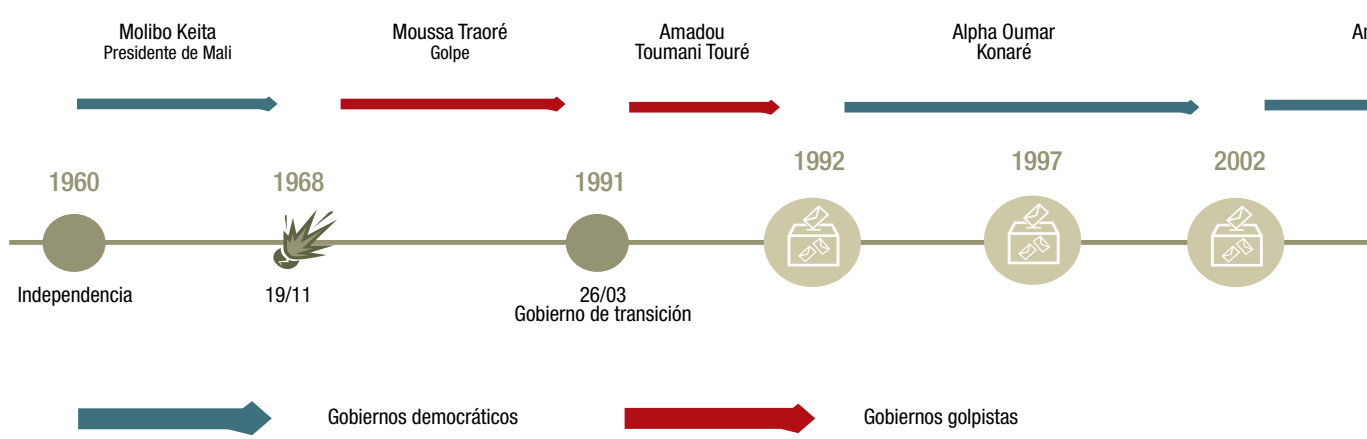 Molibo Keita
Presidente de Mali
Moussa Traoré
Golpe
Amadou
Toumani Touré
Alpha Oumar
Konaré
1960
1968
1991
1992
1997
2002
Independencia
19/11
26/03
Gobierno de transición
Gobiernos democráticos
Gobiernos golpistas